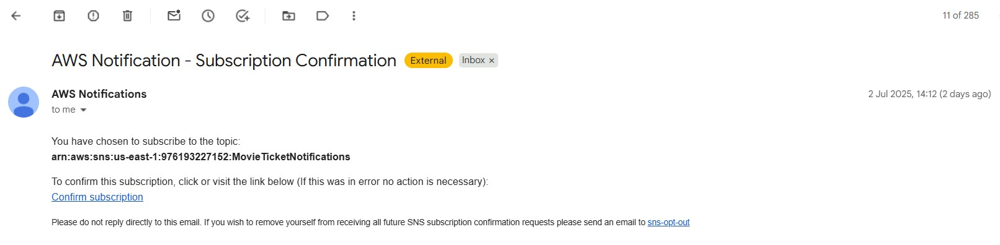 11 of 285
AWS Notification - Subscription Confirmation External Inbox ×
AWS Notifications 2 Jul 2025, 14:12 (2 days ago)
to me
You have chosen to subscribe to the topic:
arn:aws:sns:us-east-1:976193227152:MovieTicketNotifications
To confirm this subscription, click or visit the link below (If this was in error no action is necessary):
Confirm subscription
Please do not reply directly to this email. If you wish to remove yourself from receiving all future SNS subscription confirmation requests please send an email to sns-opt-out